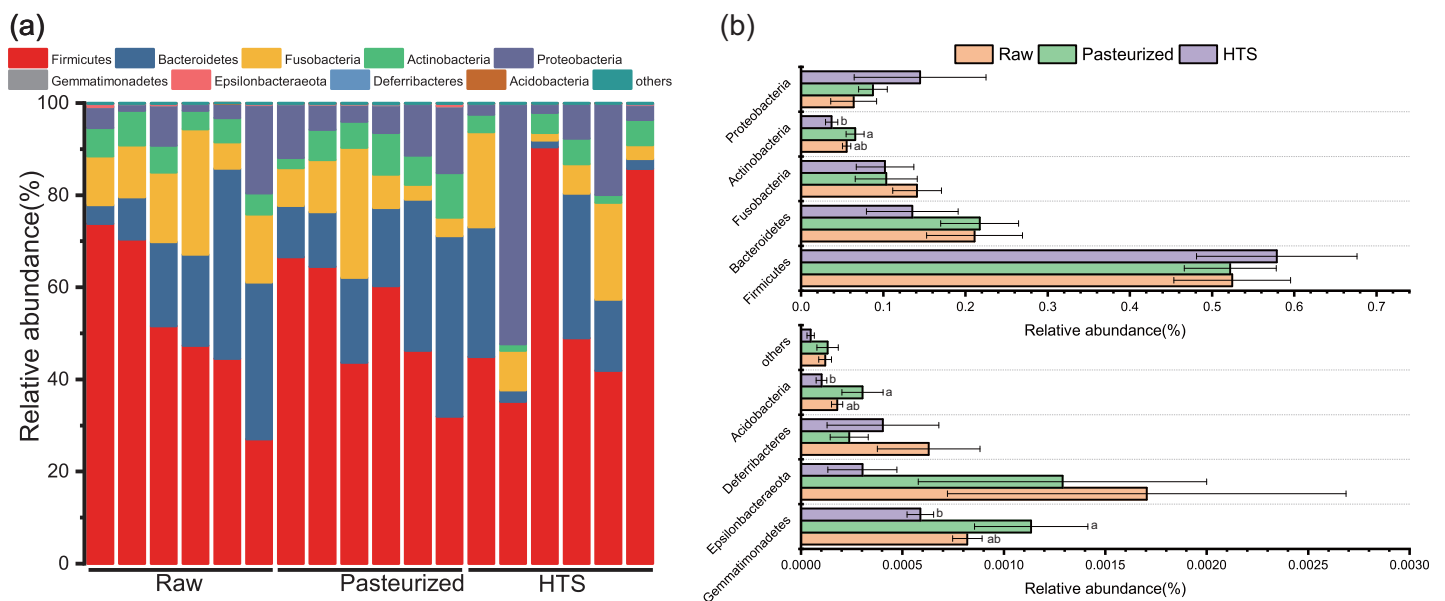 (a)
Firmicutes Bacteroidetes Fusobacteria Actinobacteria Proteobacteria
Gemmatimonadetes Epsilonbacteraeota Deferribacteres Acidobacteria others
Relative abundance(%)
100
80
60
40
20
0
Raw Pasteurized HTS
(b)
Raw Pasteurized HTS
Proteobacteria
b
Actinobacteria
a
ab
Fusobacteria
Bacteroidetes
Firmicutes
0.0 0.1 0.2 0.3 0.4 0.5 0.6 0.7
Relative abundance(%)
others
b
Acidobacteria
a
ab
Deferribacteres
Epsilonbacteraeota
b
Gemmatimonadetes
a
ab
0.0000 0.0005 0.0010 0.0015 0.0020 0.0025 0.0030
Relative abundance(%)